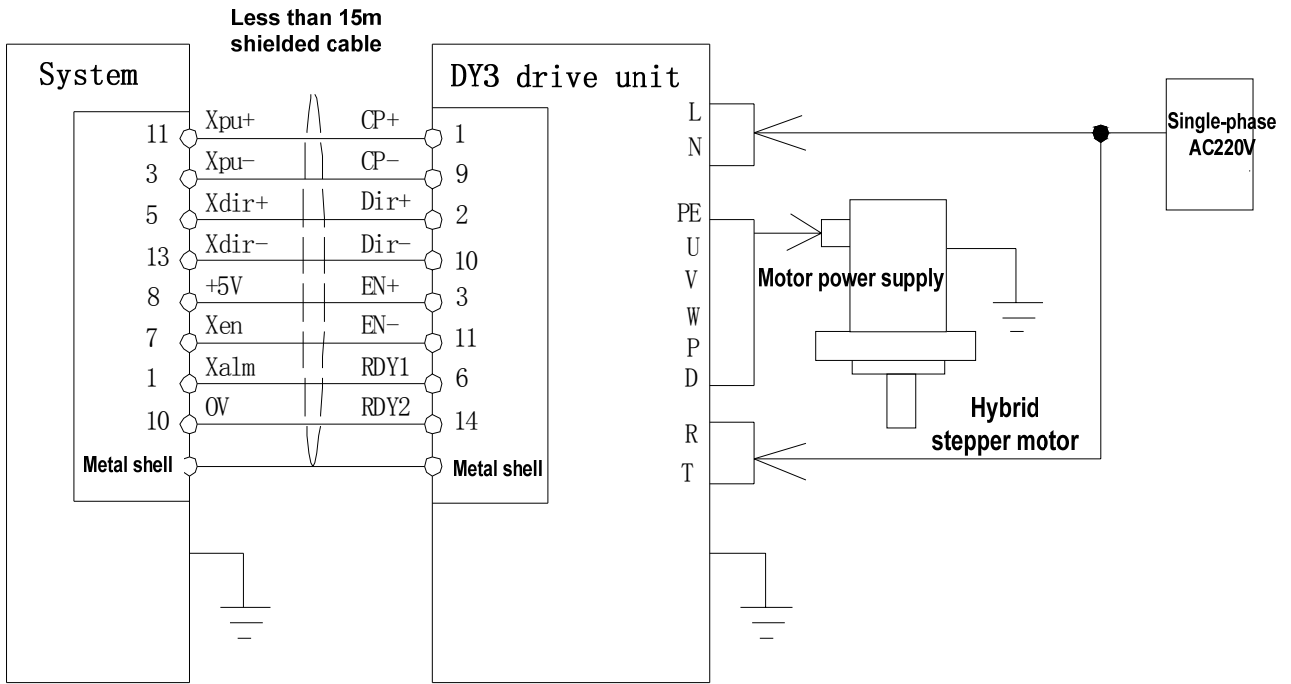 Less than 15m
shielded cable
System
DY3 drive unit
11 Xpu+ CP+ 1
3 Xpu- CP- 9
5 Xdir+ Dir+ 2
13 Xdir- Dir- 10
8 +5V EN+ 3
7 Xen EN- 11
1 Xalm RDY1 6
10 0V RDY2 14
Metal shell Metal shell
L
N
PE
U
V
W
P
D
R
T
Single-phase
AC220V
Motor power supply
Hybrid
stepper motor